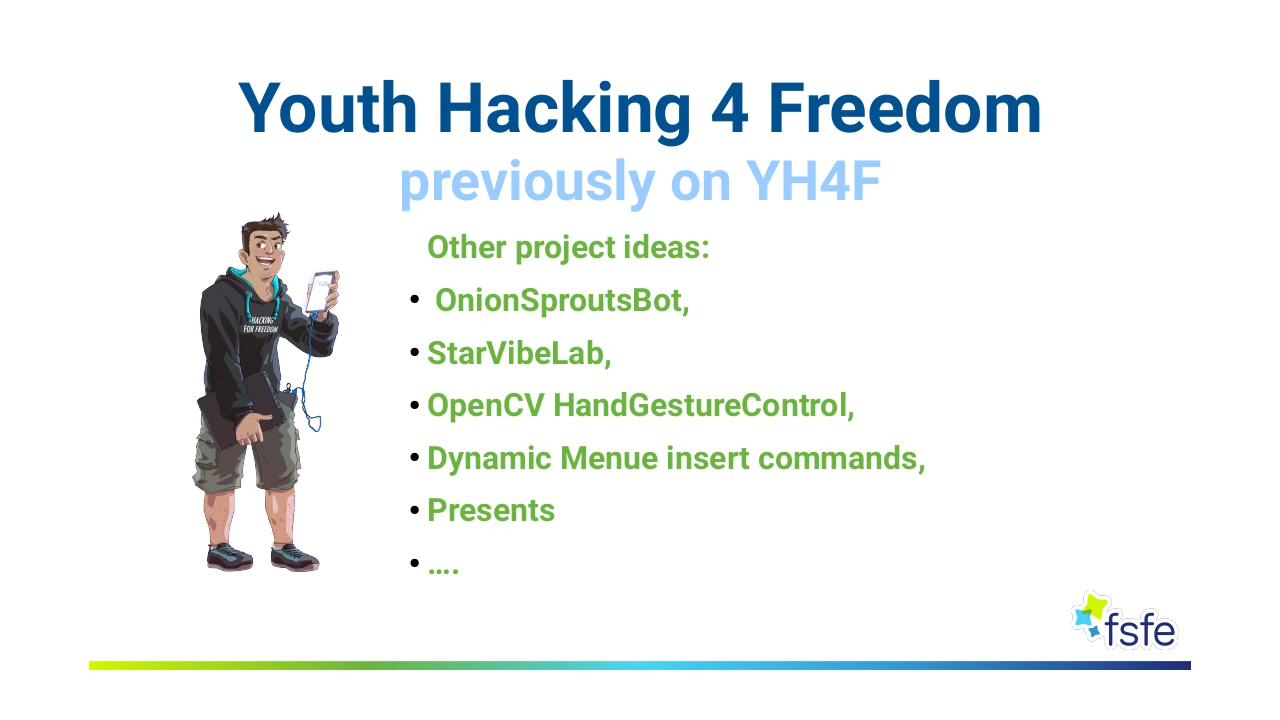 Youth Hacking 4 Freedom
previously on YH4F
Other project ideas:
• OnionSproutsBot,
• StarVibeLab,
• OpenCV HandGestureControl,
• Dynamic Menue insert commands,
• Presents
• ....
HACKING
FOR FREEDOM
fsfe